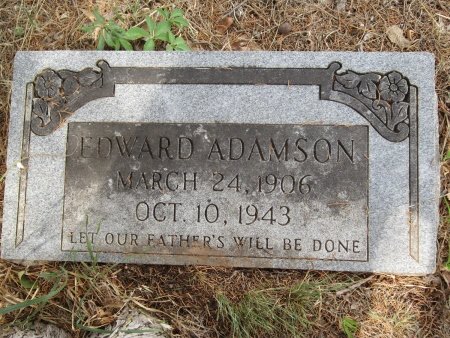 EDWARD ADAMSON
MARCH 24, 1906
OCT. 10, 1943
LET OUR FATHER'S WILL BE DONE